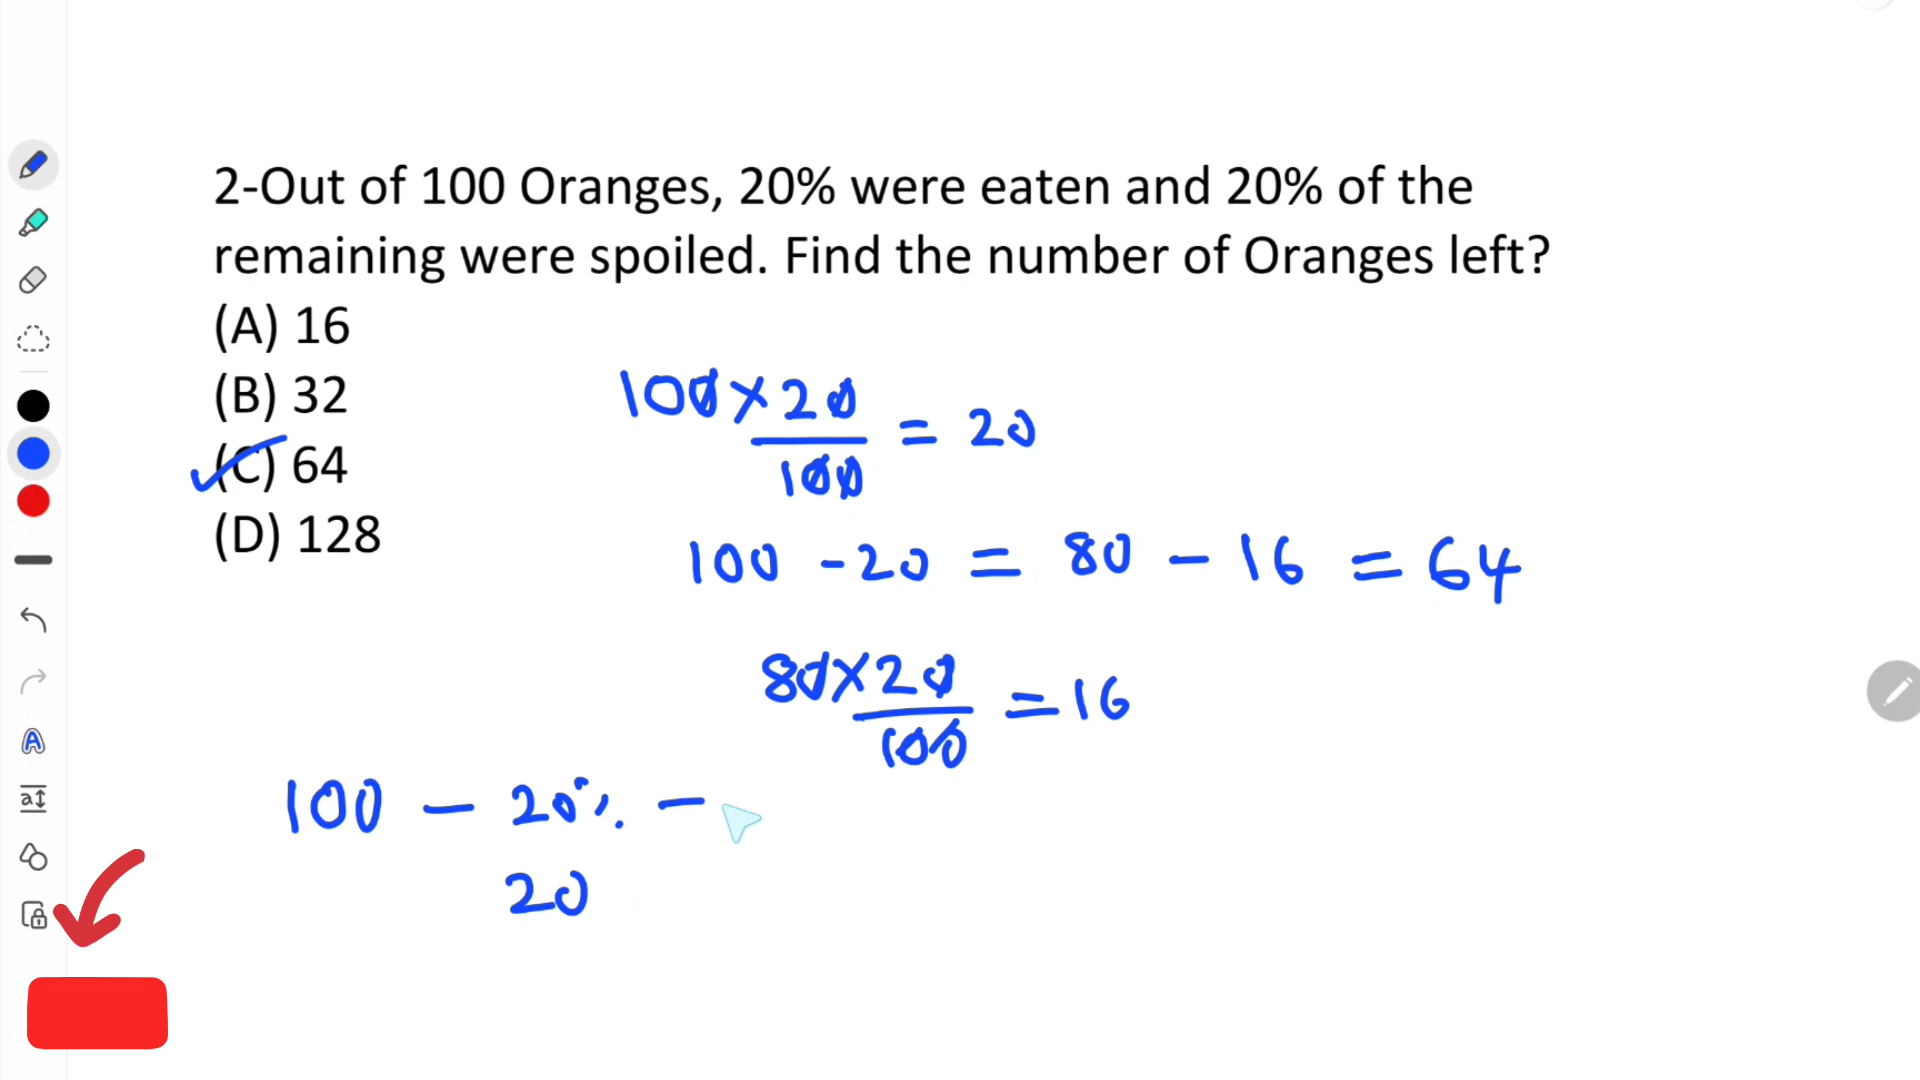 2-Out of 100 Oranges, 20% were eaten and 20% of the
remaining were spoiled. Find the number of Oranges left?
(A) 16
(B) 32
(C) 64
(D) 128
100 × 20
100
= 20
100 - 20 = 80 - 16 = 64
80 × 20
100
= 16
100 - 20% -
20
A
a